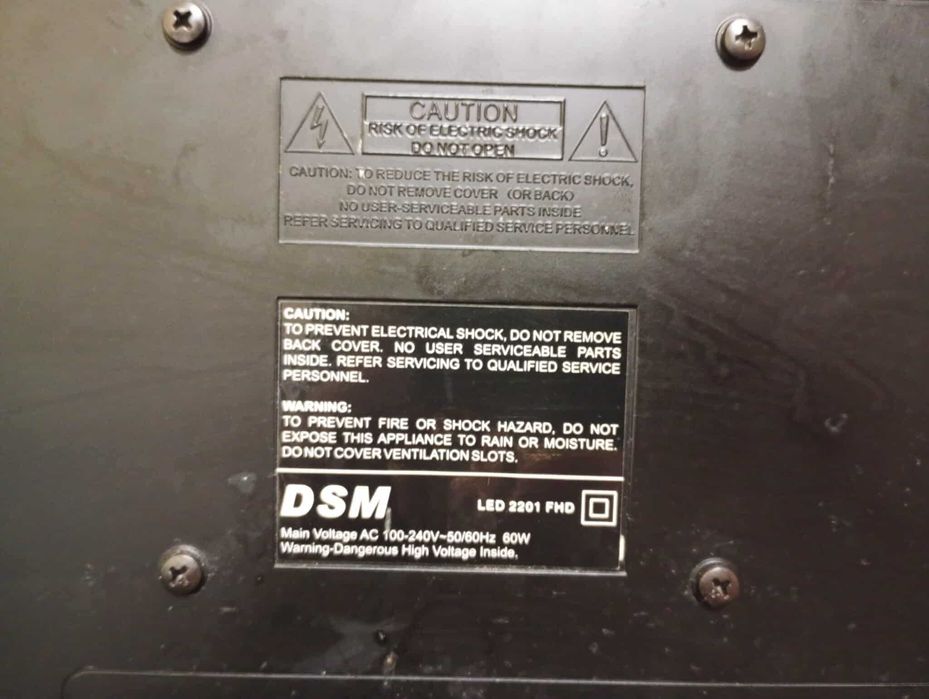 CAUTION
RISK OF ELECTRIC SHOCK
DO NOT OPEN
CAUTION: TO REDUCE THE RISK OF ELECTRIC SHOCK,
DO NOT REMOVE COVER (OR BACK)
NO USER-SERVICEABLE PARTS INSIDE
REFER SERVICING TO QUALIFIED SERVICE PERSONNEL
CAUTION:
TO PREVENT ELECTRICAL SHOCK, DO NOT REMOVE
BACK COVER. NO USER SERVICEABLE PARTS
INSIDE. REFER SERVICING TO QUALIFIED SERVICE
PERSONNEL.
WARNING:
TO PREVENT FIRE OR SHOCK HAZARD, DO NOT
EXPOSE THIS APPLIANCE TO RAIN OR MOISTURE.
DO NOT COVER VENTILATION SLOTS.
DSM LED 2201 FHD
Main Voltage AC 100-240V~50/60Hz 60W
Warning-Dangerous High Voltage Inside.